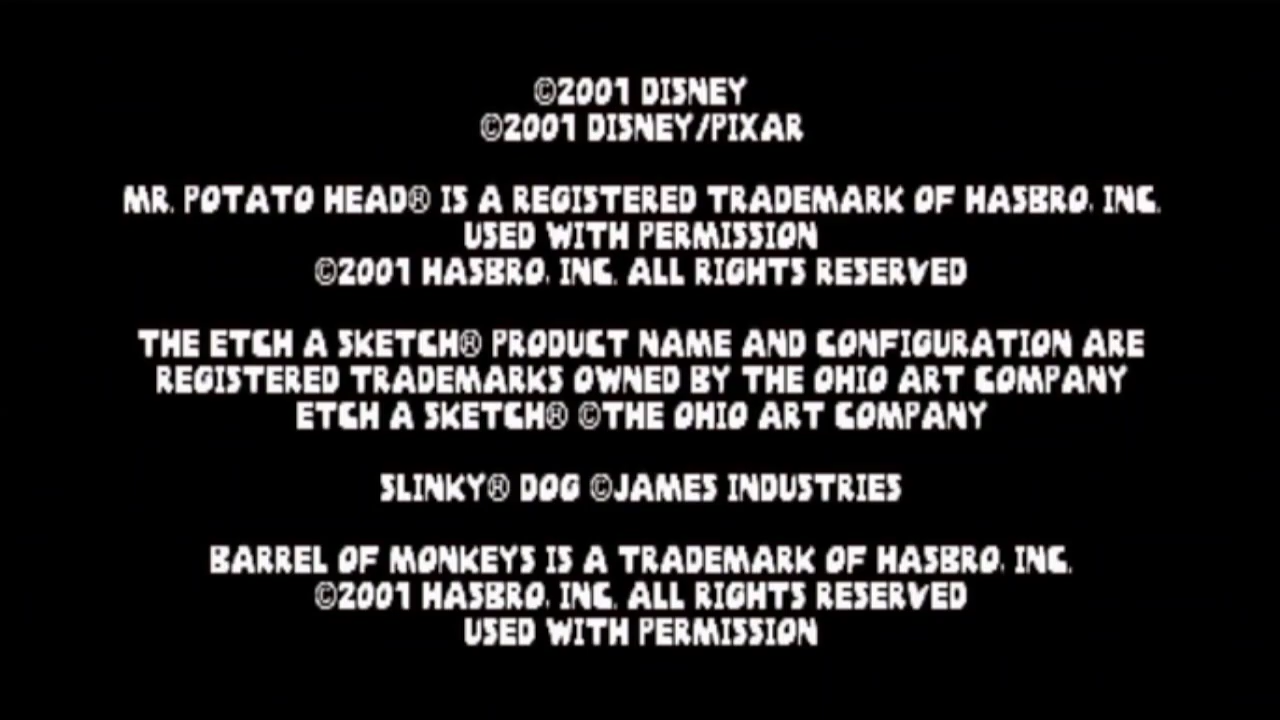 ©2001 DISNEY
©2001 DISNEY/PIXAR
MR. POTATO HEAD® IS A REGISTERED TRADEMARK OF HASBRO, INC.
USED WITH PERMISSION
©2001 HASBRO, INC. ALL RIGHTS RESERVED
THE ETCH A SKETCH® PRODUCT NAME AND CONFIGURATION ARE
REGISTERED TRADEMARKS OWNED BY THE OHIO ART COMPANY
ETCH A SKETCH® ©THE OHIO ART COMPANY
SLINKY® DOG ©JAMES INDUSTRIES
BARREL OF MONKEYS IS A TRADEMARK OF HASBRO, INC.
©2001 HASBRO, INC. ALL RIGHTS RESERVED
USED WITH PERMISSION